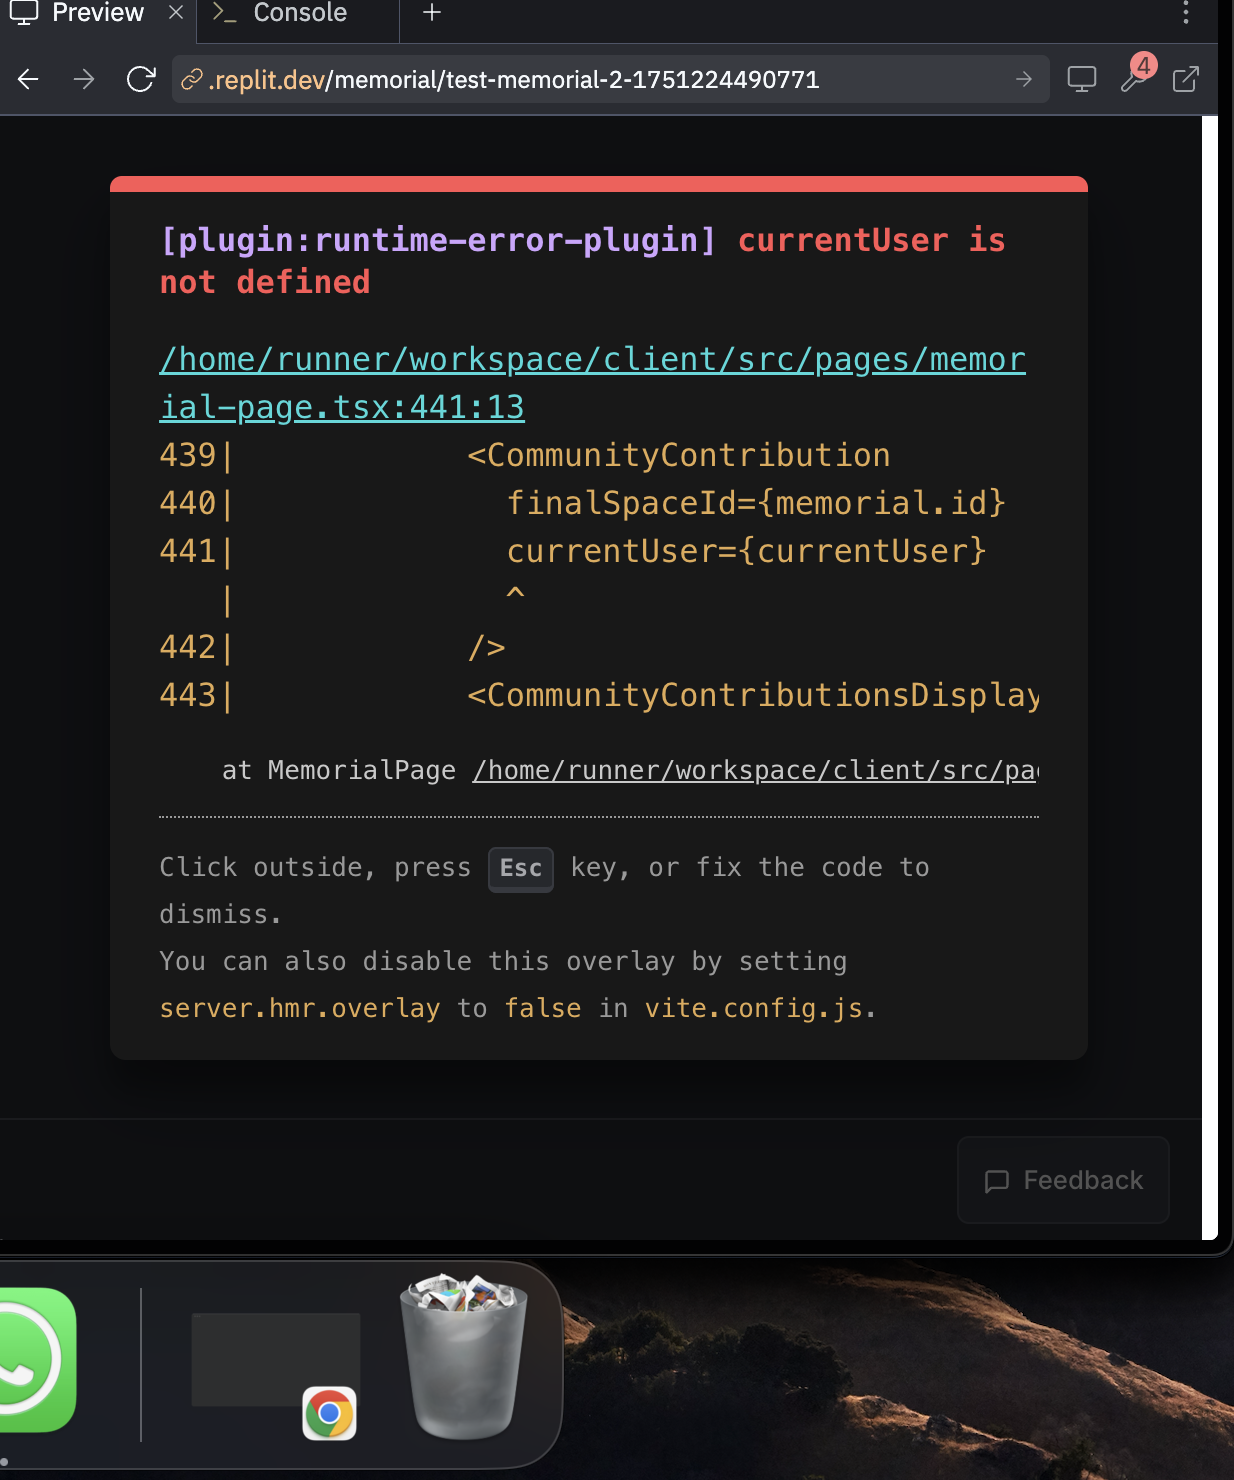 Preview
Console
.replit.dev/memorial/test-memorial-2-1751224490771
4
[plugin:runtime-error-plugin] currentUser is
not defined
/home/runner/workspace/client/src/pages/memor
ial-page.tsx:441:13
439|            <CommunityContribution
440|              finalSpaceId={memorial.id}
441|              currentUser={currentUser}
   |              ^
442|            />
443|            <CommunityContributionsDisplay
at MemorialPage /home/runner/workspace/client/src/pag
Click outside, press Esc key, or fix the code to
dismiss.
You can also disable this overlay by setting
server.hmr.overlay to false in vite.config.js.
Feedback